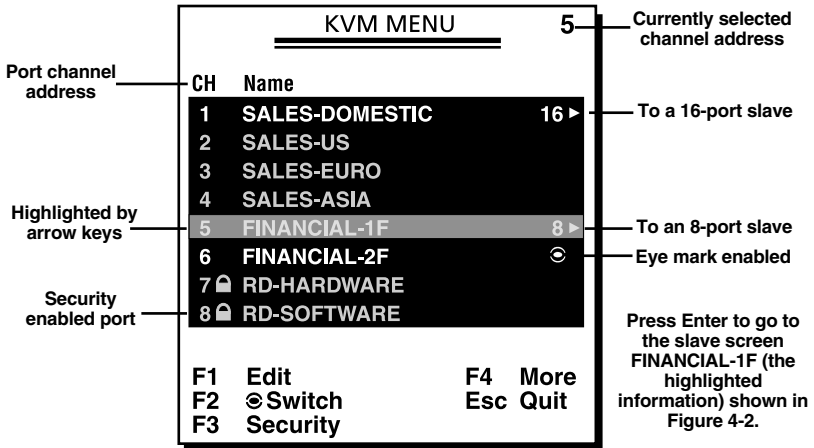 KVM MENU 5
Currently selected
channel address
Port channel
address
CH Name
1 SALES-DOMESTIC 16 ►
To a 16-port slave
2 SALES-US
3 SALES-EURO
4 SALES-ASIA
Highlighted by
arrow keys
5 FINANCIAL-1F 8 ►
To an 8-port slave
6 FINANCIAL-2F
Eye mark enabled
7 RD-HARDWARE
Security
enabled port
8 RD-SOFTWARE
Press Enter to go to
the slave screen
FINANCIAL-1F (the
highlighted
information) shown in
Figure 4-2.
F1 Edit F4 More
F2 Switch Esc Quit
F3 Security